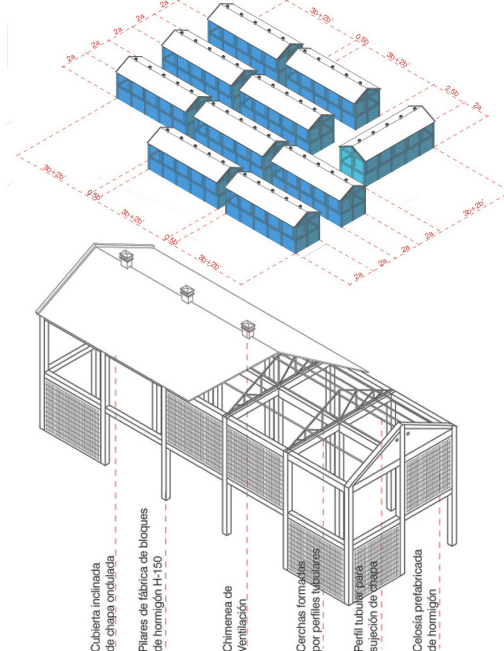 2a
2a
2a
2a
2a
3b+2b'
0,5b
3b+2b'
2,5b
2a
3b+2b'
0,5b
3b+2b'
0,5b
3b+2b'
2a
2a
2a
2a
2a
3b+2b'
Cubierta inclinada
de chapa ondulada
Pilares de fábrica de bloques
de hormigón H-150
Chimenea de
Ventilación
Cerchas formadas
por perfiles tubulares
Perfil tubular para
sujeción de chapa
Celosía prefabricada
de hormigón